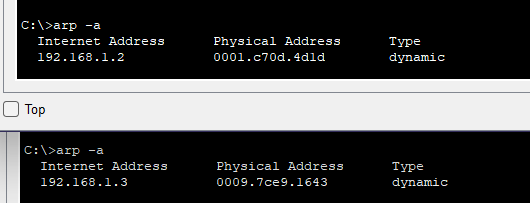 C:\>arp -a
Internet Address Physical Address Type
192.168.1.2 0001.c70d.4d1d dynamic
Top
C:\>arp -a
Internet Address Physical Address Type
192.168.1.3 0009.7ce9.1643 dynamic